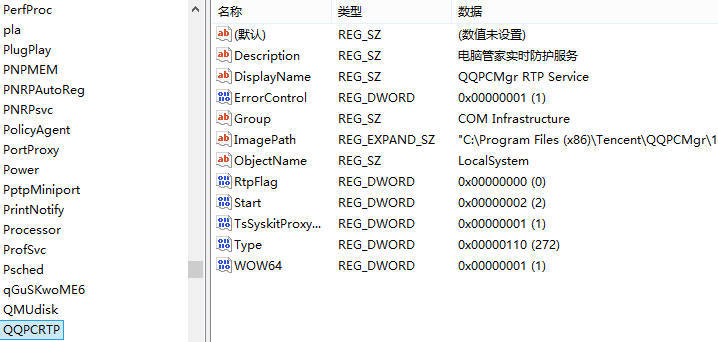 PerfProc
pla
PlugPlay
PNPMEM
PNRPAutoReg
PNRPsvc
PolicyAgent
PortProxy
Power
PptpMiniport
PrintNotify
Processor
ProfSvc
Psched
qGuSKwoME6
QMUdisk
QQPCRTP
名称 类型 数据
(默认) REG_SZ (数值未设置)
Description REG_SZ 电脑管家实时防护服务
DisplayName REG_SZ QQPCMgr RTP Service
ErrorControl REG_DWORD 0x00000001 (1)
Group REG_SZ COM Infrastructure
ImagePath REG_EXPAND_SZ "C:\Program Files (x86)\Tencent\QQPCMgr\1
ObjectName REG_SZ LocalSystem
RtpFlag REG_DWORD 0x00000000 (0)
Start REG_DWORD 0x00000002 (2)
TsSyskitProxy... REG_DWORD 0x00000001 (1)
Type REG_DWORD 0x00000110 (272)
WOW64 REG_DWORD 0x00000001 (1)